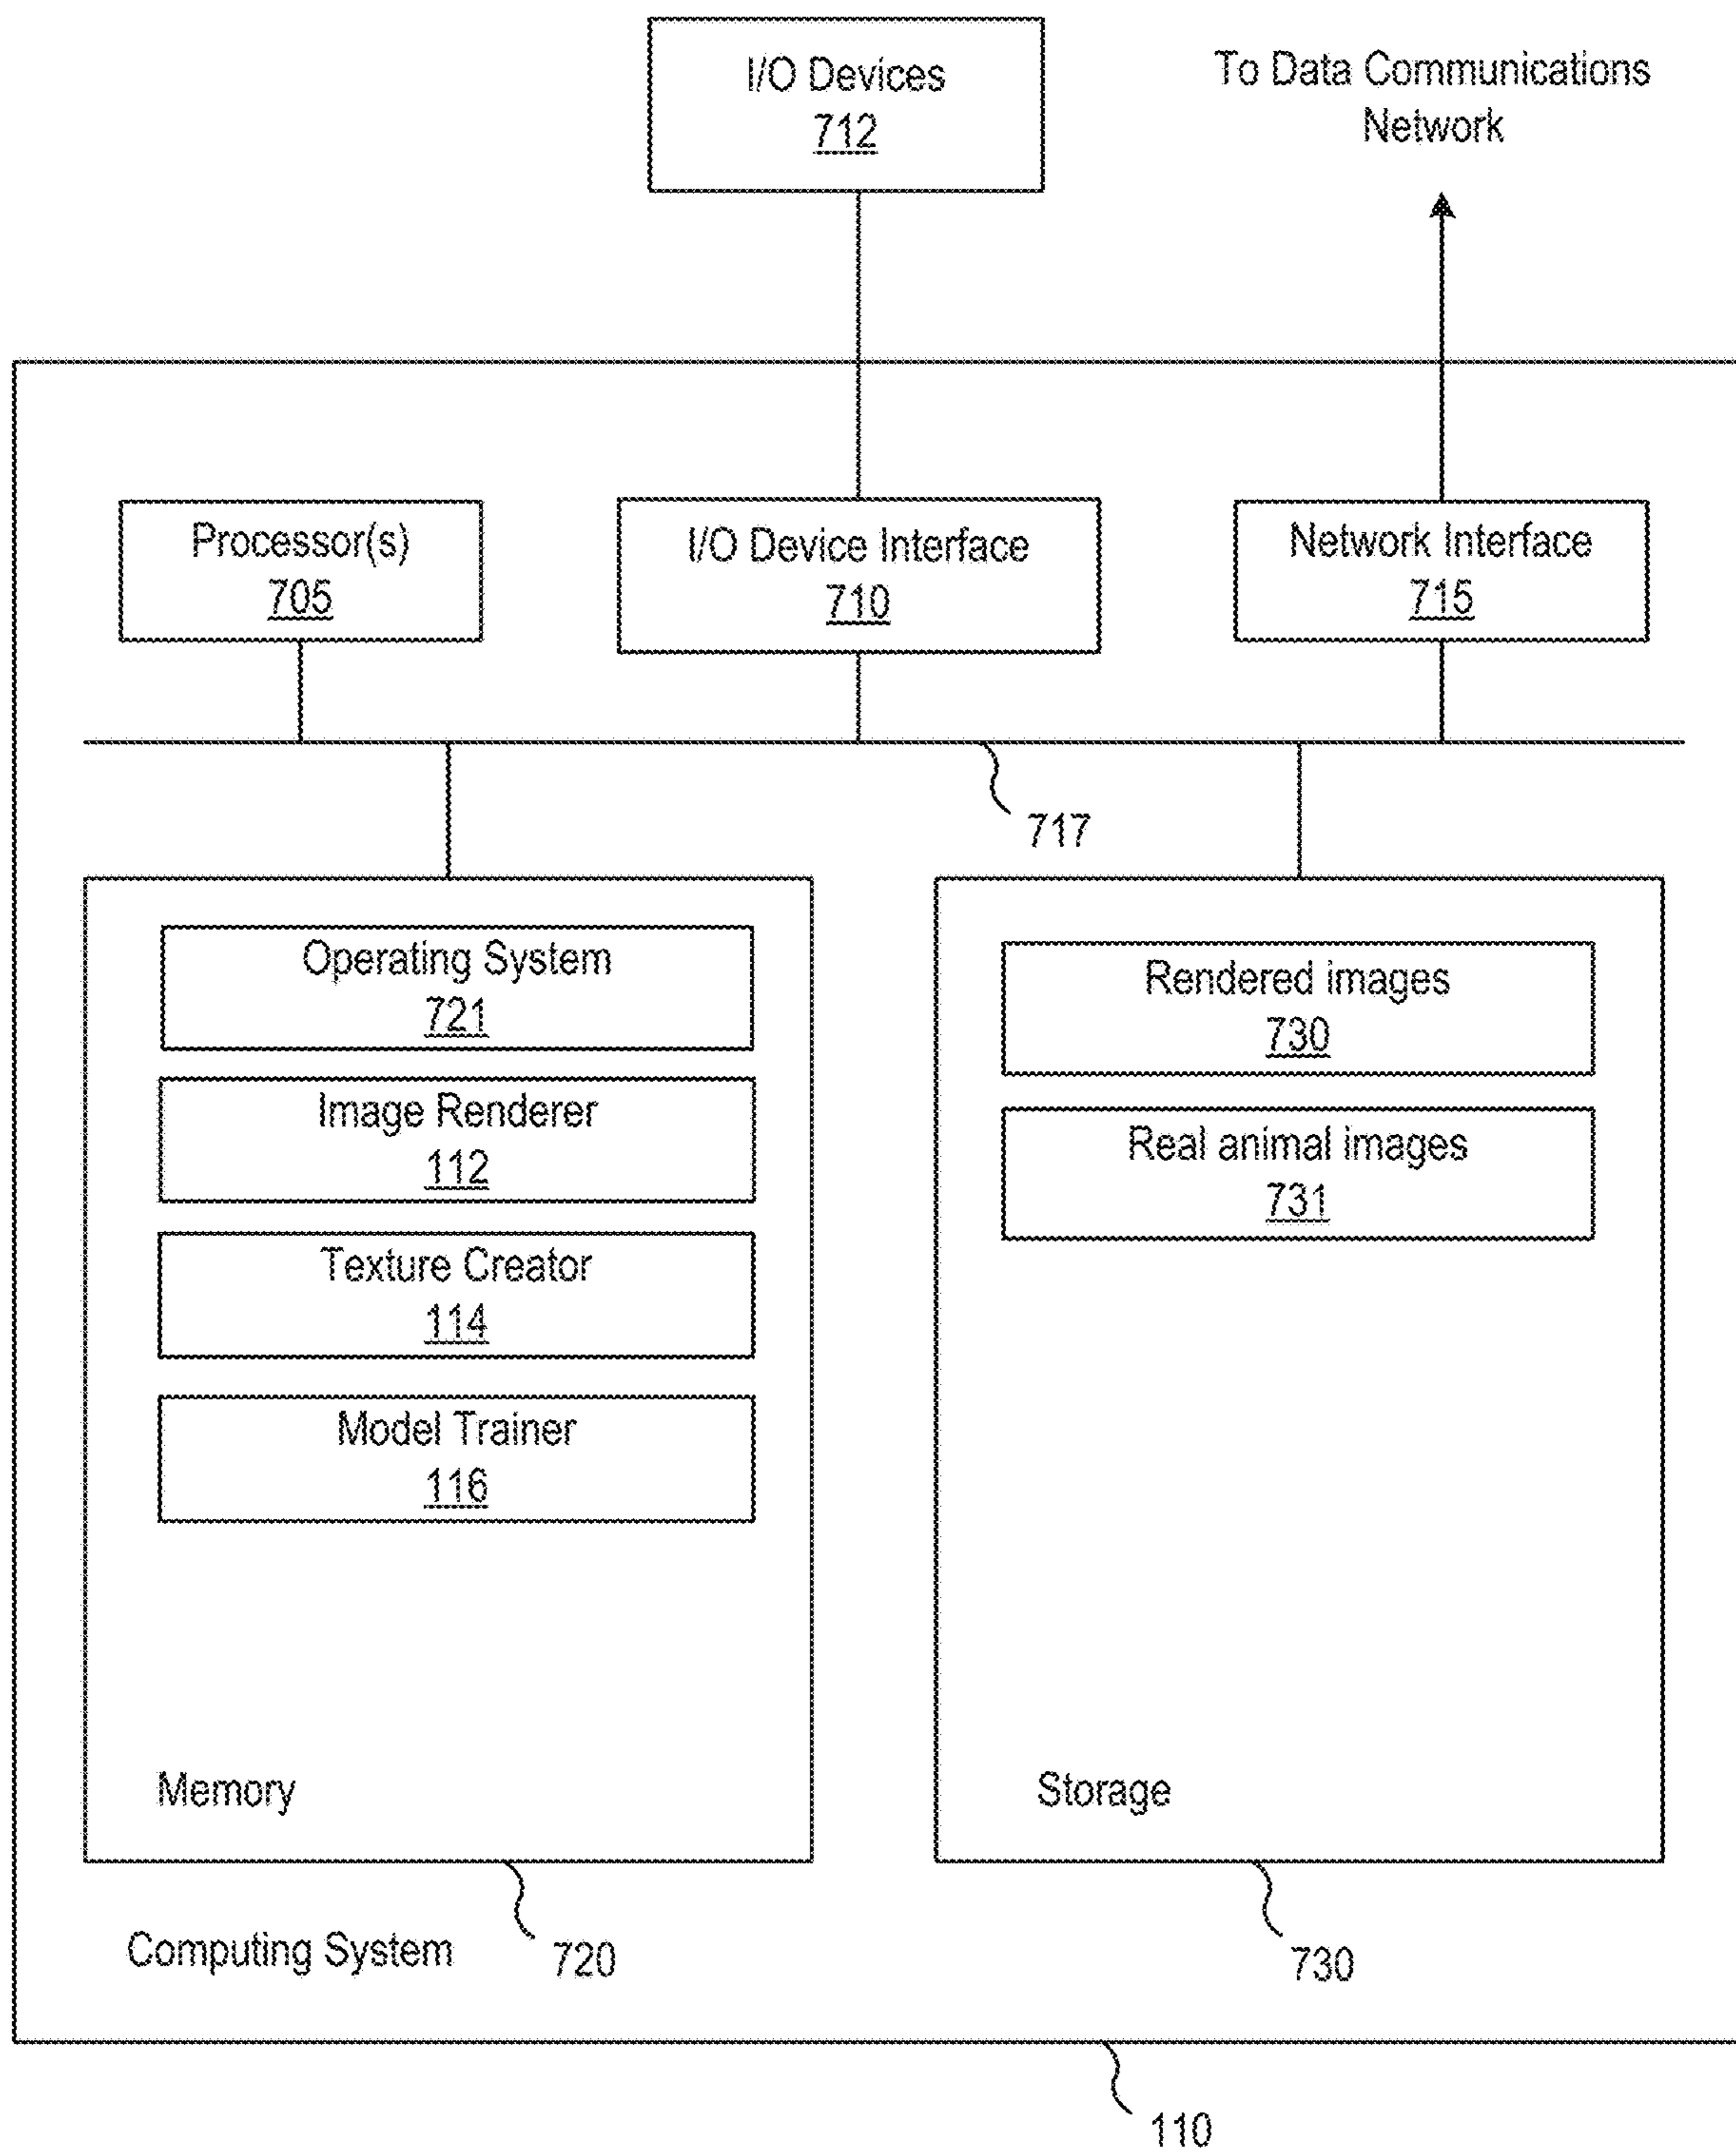 I/O Devices
712
To Data Communications
Network
Processor(s)
705
I/O Device Interface
710
Network Interface
715
717
Operating System
721
Image Renderer
112
Texture Creator
114
Model Trainer
116
Memory
Rendered images
730
Real animal images
731
Storage
Computing System
720
730
110